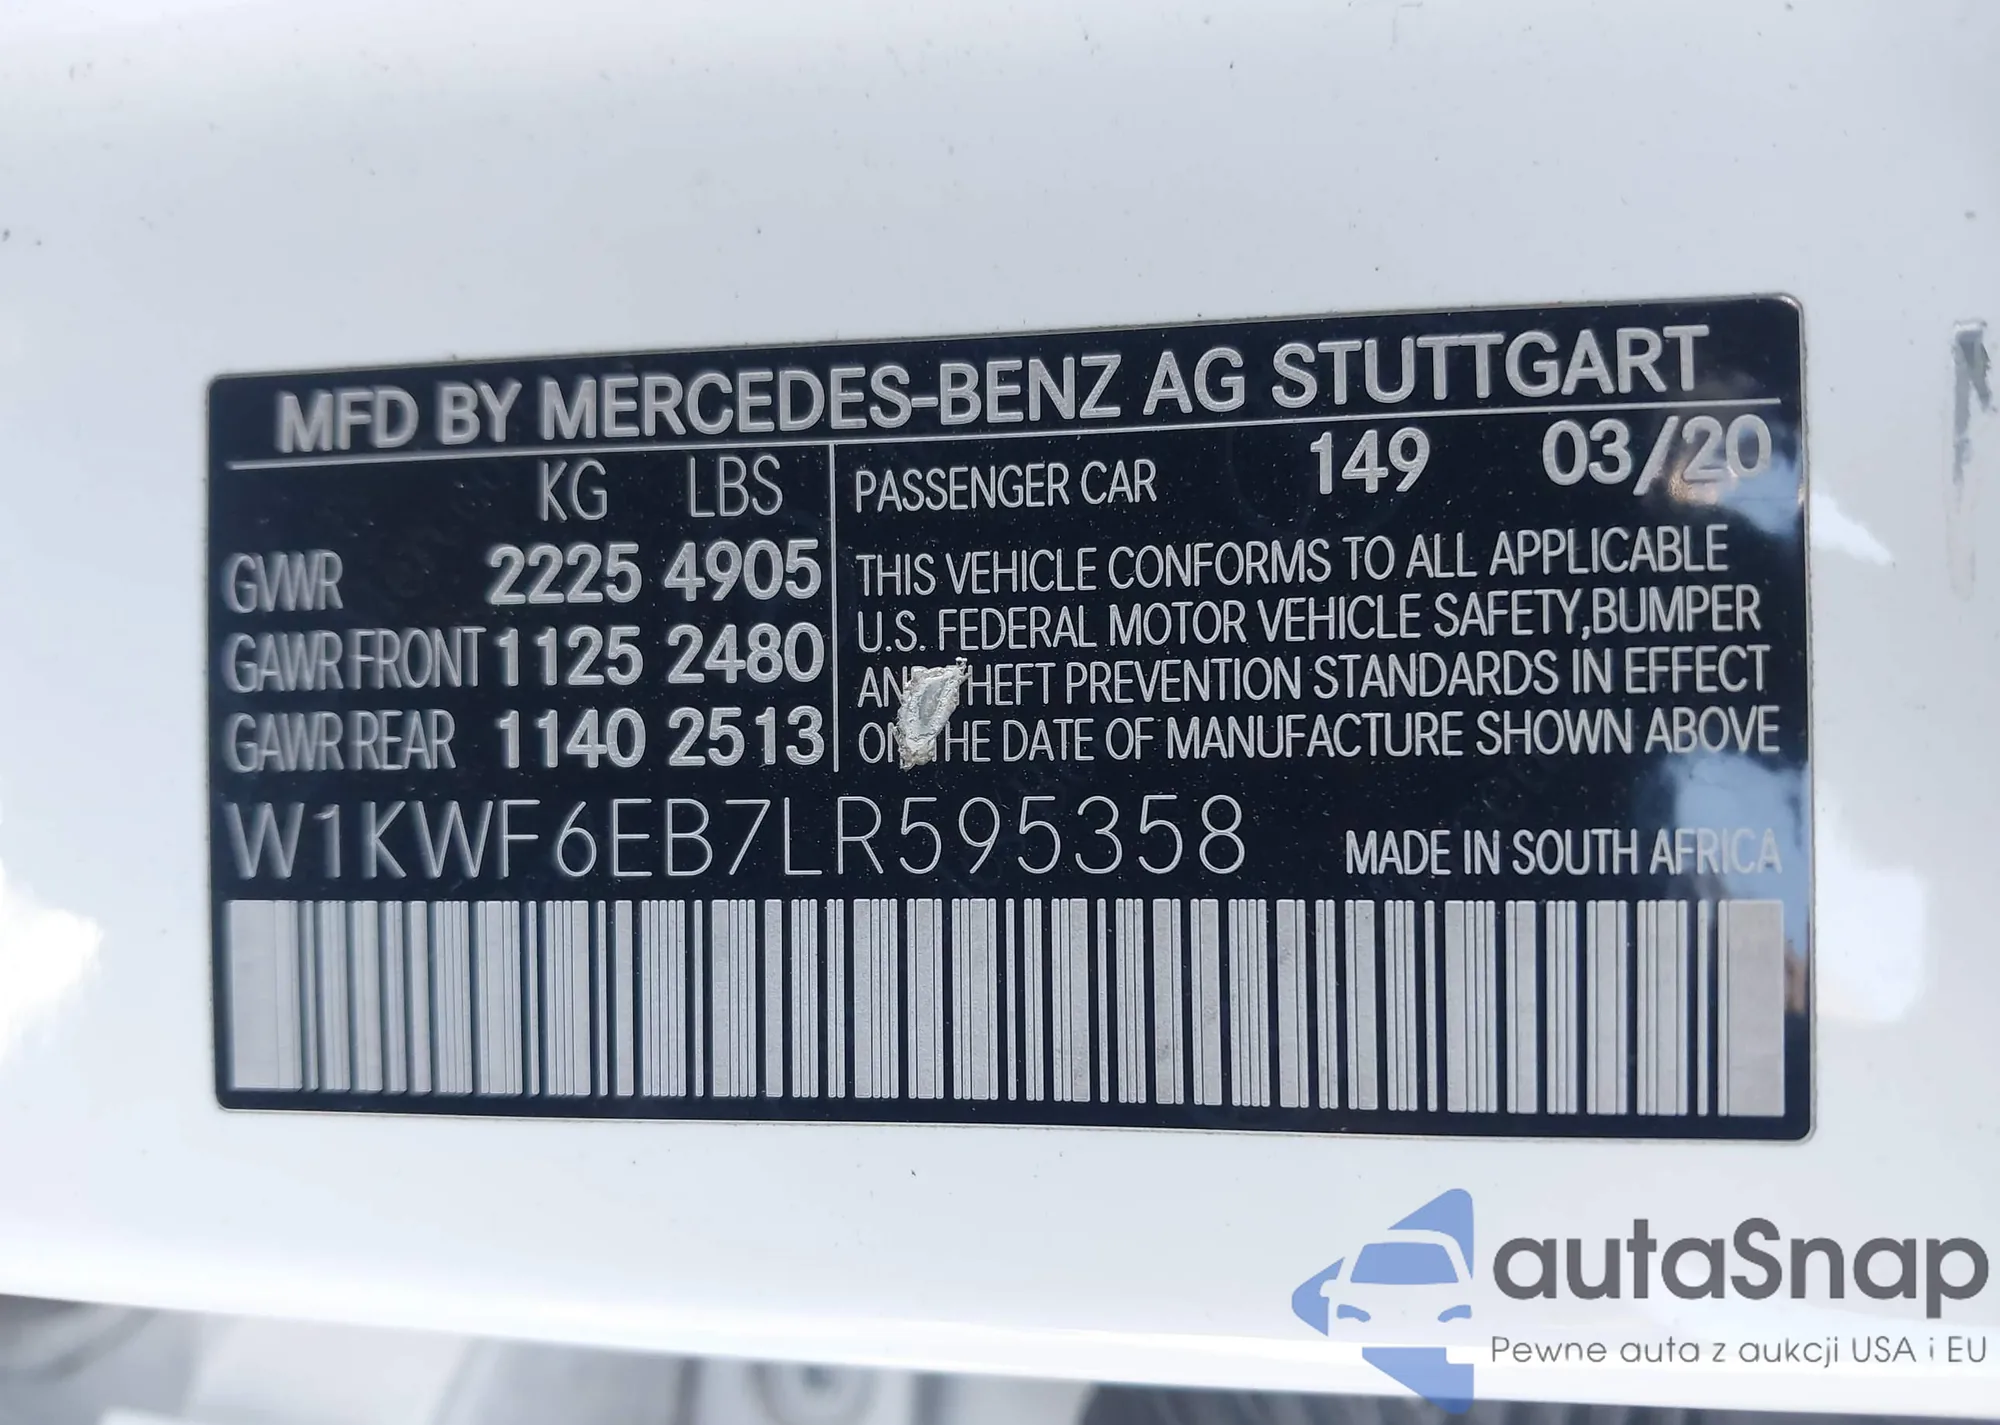 MFD BY MERCEDES-BENZ AG STUTTGART
KG LBS
GVWR 2225 4905
GAWR FRONT 1125 2480
GAWR REAR 1140 2513
PASSENGER CAR 149 03/20
THIS VEHICLE CONFORMS TO ALL APPLICABLE
U.S. FEDERAL MOTOR VEHICLE SAFETY,BUMPER
PREVENTION STANDARDS IN EFFECT
DATE OF MANUFACTURE SHOWN ABOVE
W1KWF6EB7LR595358 MADE IN SOUTH AFRICA
autaSnap
Pewne auta z aukcji USA i EU